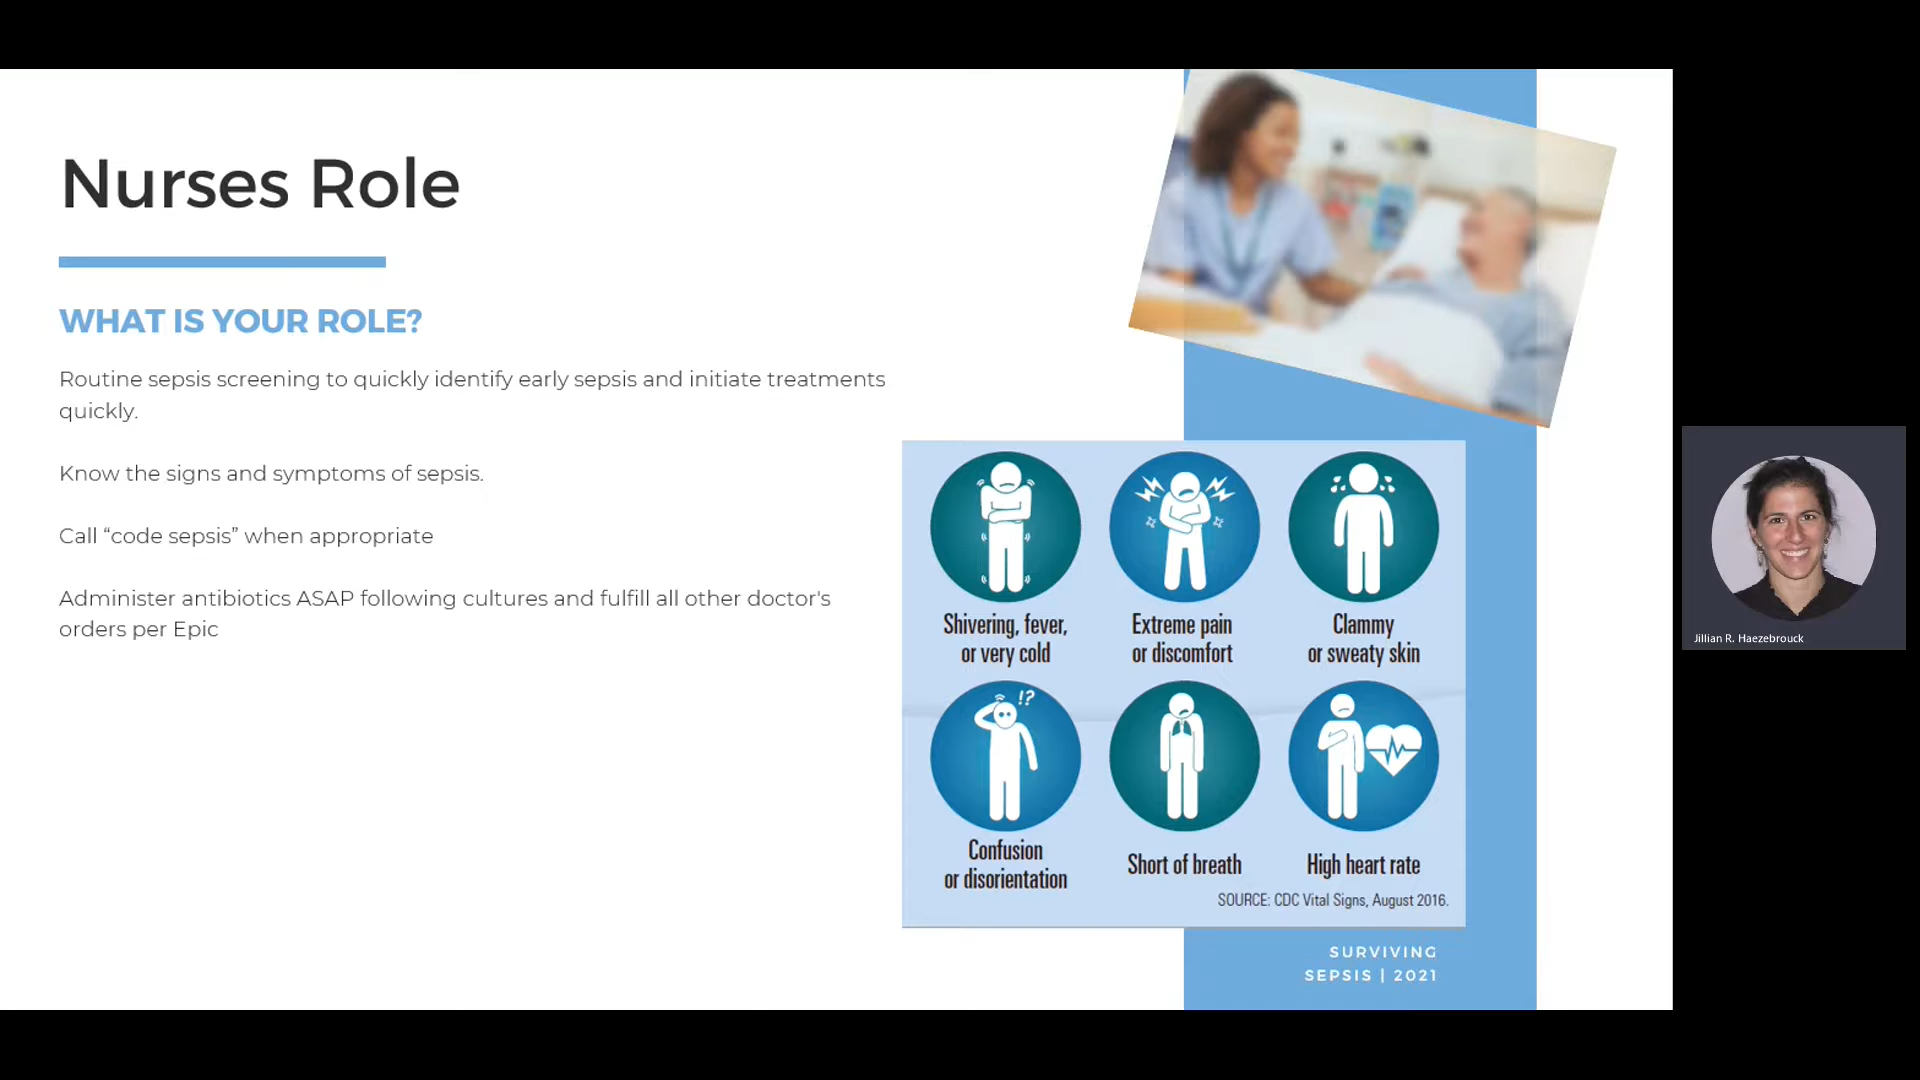 Nurses Role
WHAT IS YOUR ROLE?
Routine sepsis screening to quickly identify early sepsis and initiate treatments
quickly.
Know the signs and symptoms of sepsis.
Call “code sepsis” when appropriate
Administer antibiotics ASAP following cultures and fulfill all other doctor's
orders per Epic
Shivering, fever,
or very cold
Extreme pain
or discomfort
Clammy
or sweaty skin
!?
Confusion
or disorientation
Short of breath
High heart rate
SOURCE: CDC Vital Signs, August 2016.
SURVIVING
SEPSIS | 2021
Jillian R. Haezebrouck